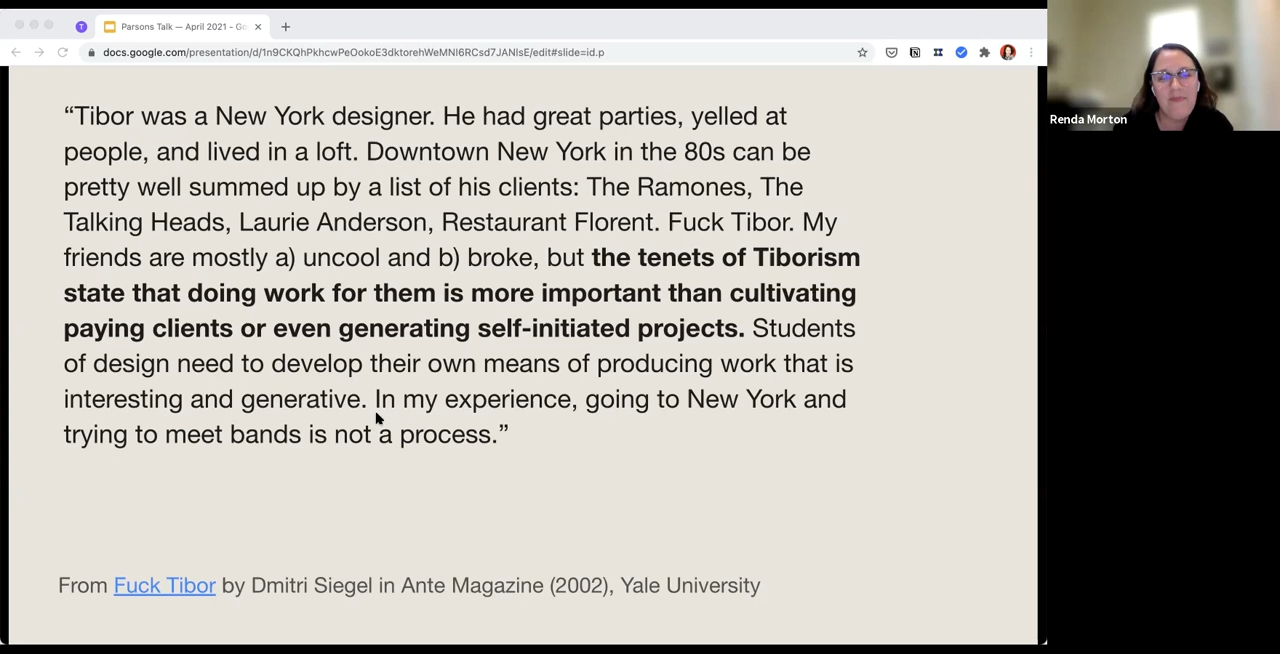 Parsons Talk — April 2021 - Go
docs.google.com/presentation/d/1n9CKQhPkhcwPeOokoE3dktorehWeMNI6RCsd7JANIsE/edit#slide=id.p
“Tibor was a New York designer. He had great parties, yelled at
people, and lived in a loft. Downtown New York in the 80s can be
pretty well summed up by a list of his clients: The Ramones, The
Talking Heads, Laurie Anderson, Restaurant Florent. Fuck Tibor. My
friends are mostly a) uncool and b) broke, but the tenets of Tiborism
state that doing work for them is more important than cultivating
paying clients or even generating self-initiated projects. Students
of design need to develop their own means of producing work that is
interesting and generative. In my experience, going to New York and
trying to meet bands is not a process.”
From Fuck Tibor by Dmitri Siegel in Ante Magazine (2002), Yale University
Renda Morton